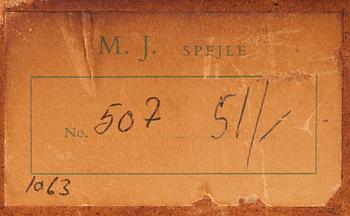 M. J. SPEJLE
No. 507 51/-
1063